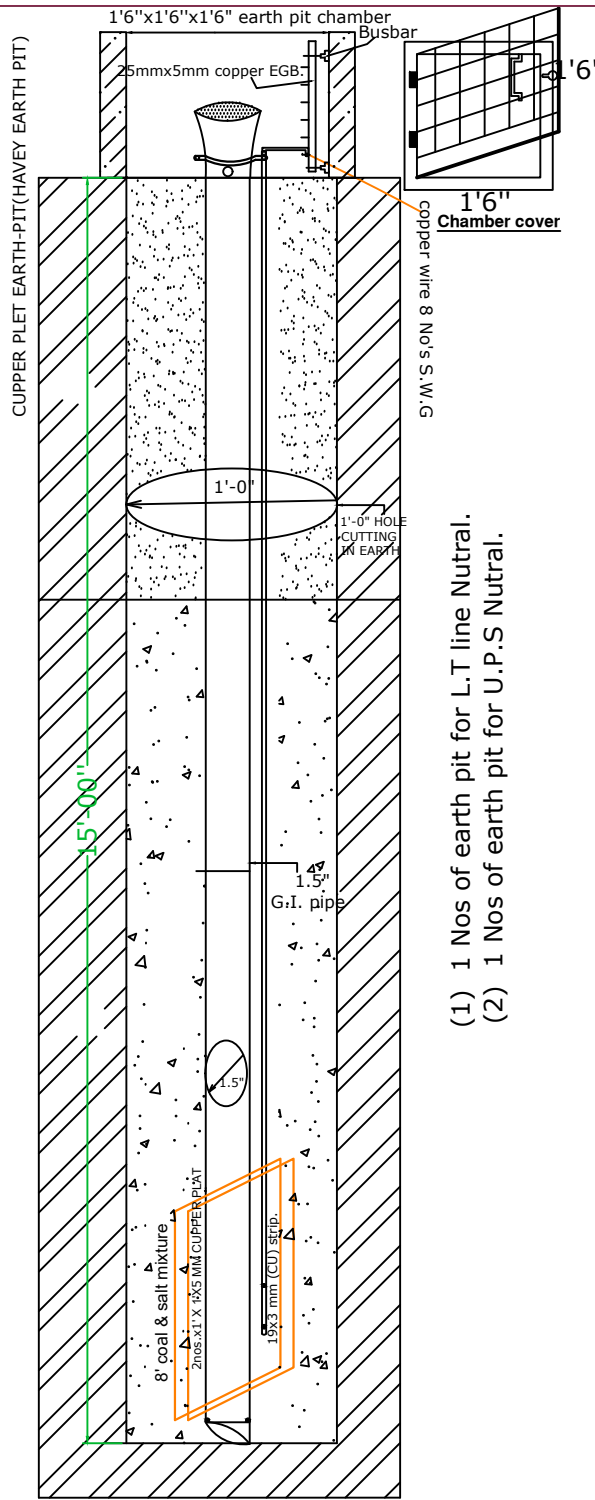 1'6''x1'6''x1'6" earth pit chamber
Busbar
25mmx5mm copper EGB.
CUPPER PLET EARTH-PIT(HAVEY EARTH PIT)
1'6''
1'6''
Chamber cover
copper wire 8 No's S.W.G
1'-0"
1'-0" HOLE
CUTTING
IN EARTH
15'-00''
1.5"
G.I. pipe
1.5"
8' coal & salt mixture
2nos.x1' X 1'X5 MM CUPPER PLAT
19x3 mm (CU) strip.
(1) 1 Nos of earth pit for L.T line Nutral.
(2) 1 Nos of earth pit for U.P.S Nutral.